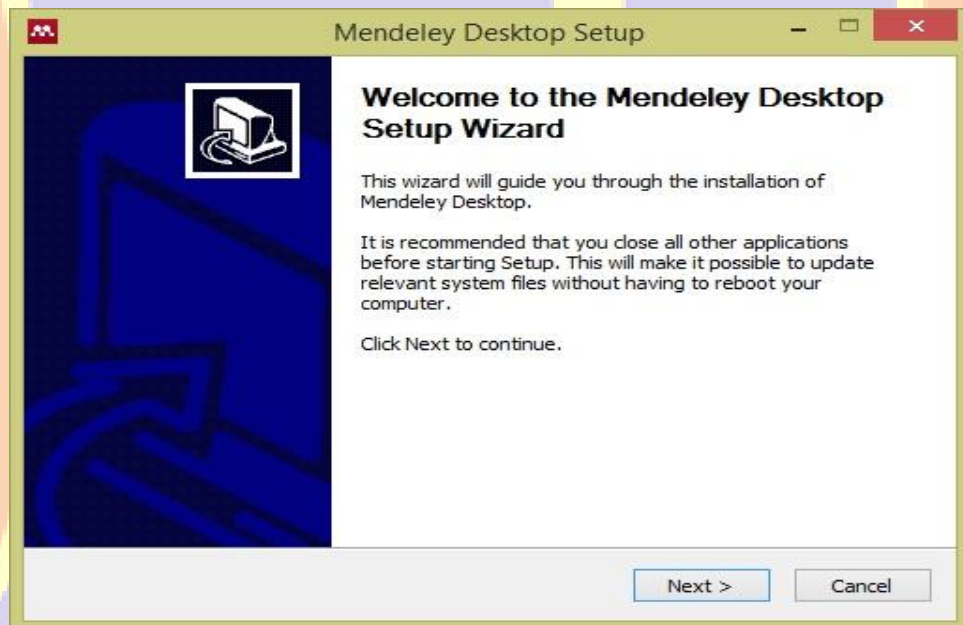 Mendeley Desktop Setup
Welcome to the Mendeley Desktop
Setup Wizard
This wizard will guide you through the installation of
Mendeley Desktop.
It is recommended that you close all other applications
before starting Setup. This will make it possible to update
relevant system files without having to reboot your
computer.
Click Next to continue.
Next >
Cancel